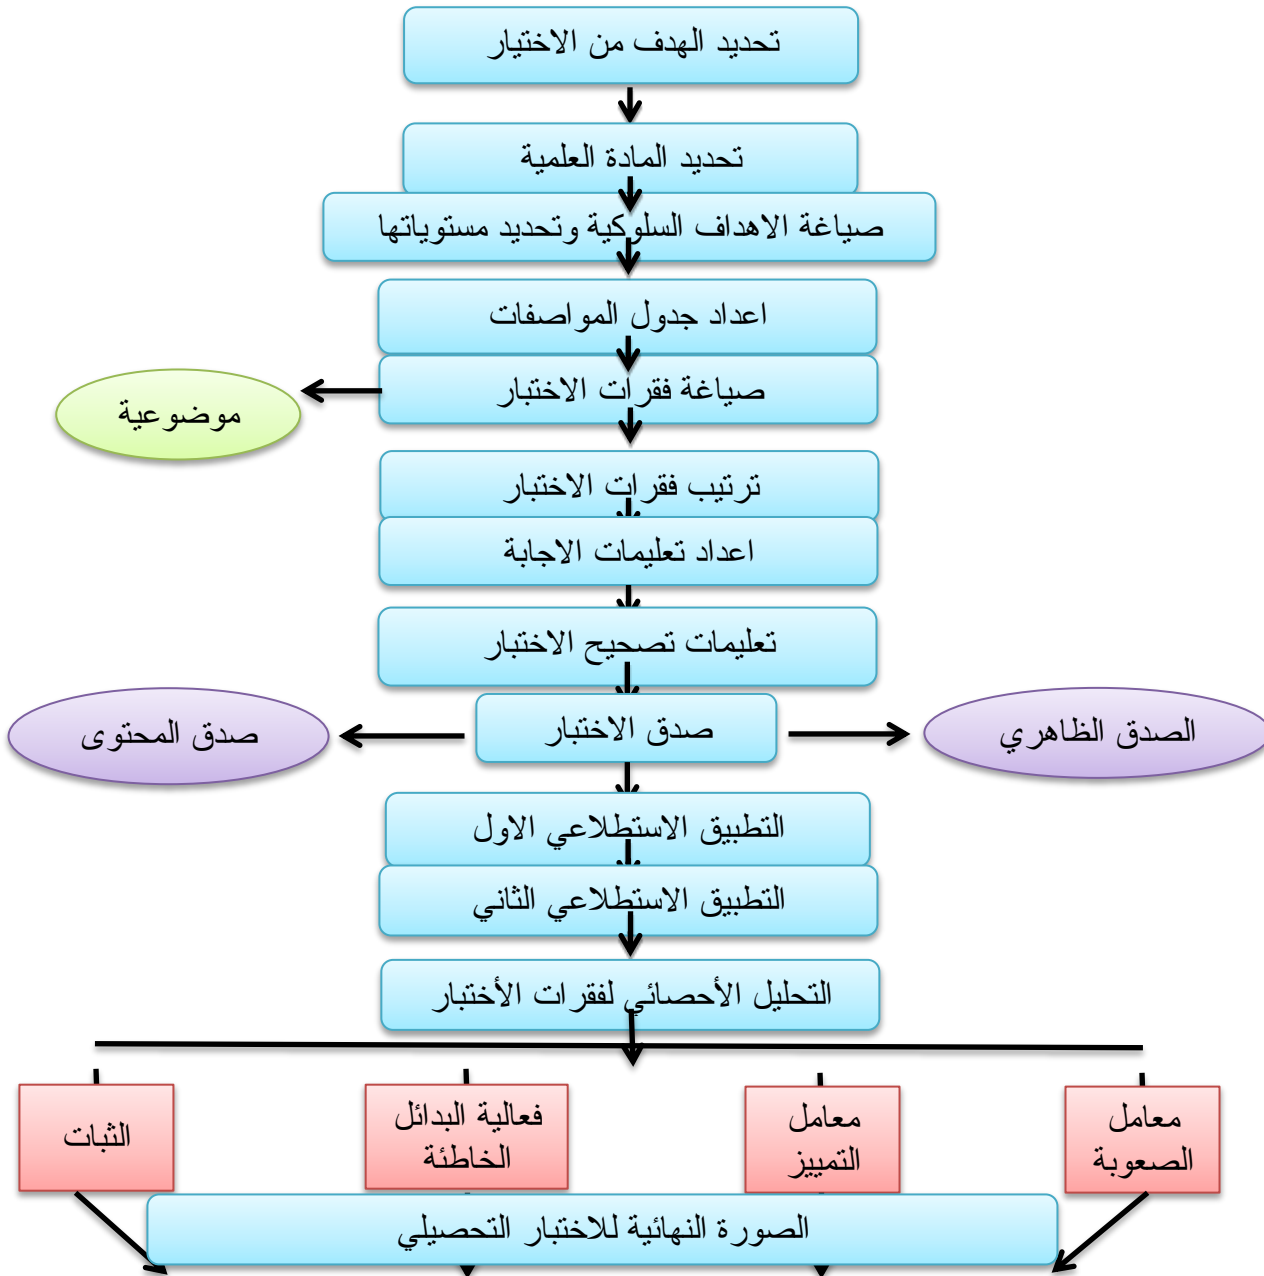 تحديد الهدف من الاختبار
تحديد المادة العلمية
صياغة الاهداف السلوكية وتحديد مستوياتها
اعداد جدول المواصفات
صياغة فقرات الاختبار
موضوعية
ترتيب فقرات الاختبار
اعداد تعليمات الاجابة
تعليمات تصحيح الاختبار
الصدق الظاهري
صدق الاختبار
صدق المحتوى
التطبيق الاستطلاعي الاول
التطبيق الاستطلاعي الثاني
التحليل الأحصائي لفقرات الأختبار
معامل
الصعوبة
معامل
التمييز
فعالية البدائل
الخاطئة
الثبات
الصورة النهائية للاختبار التحصيلي